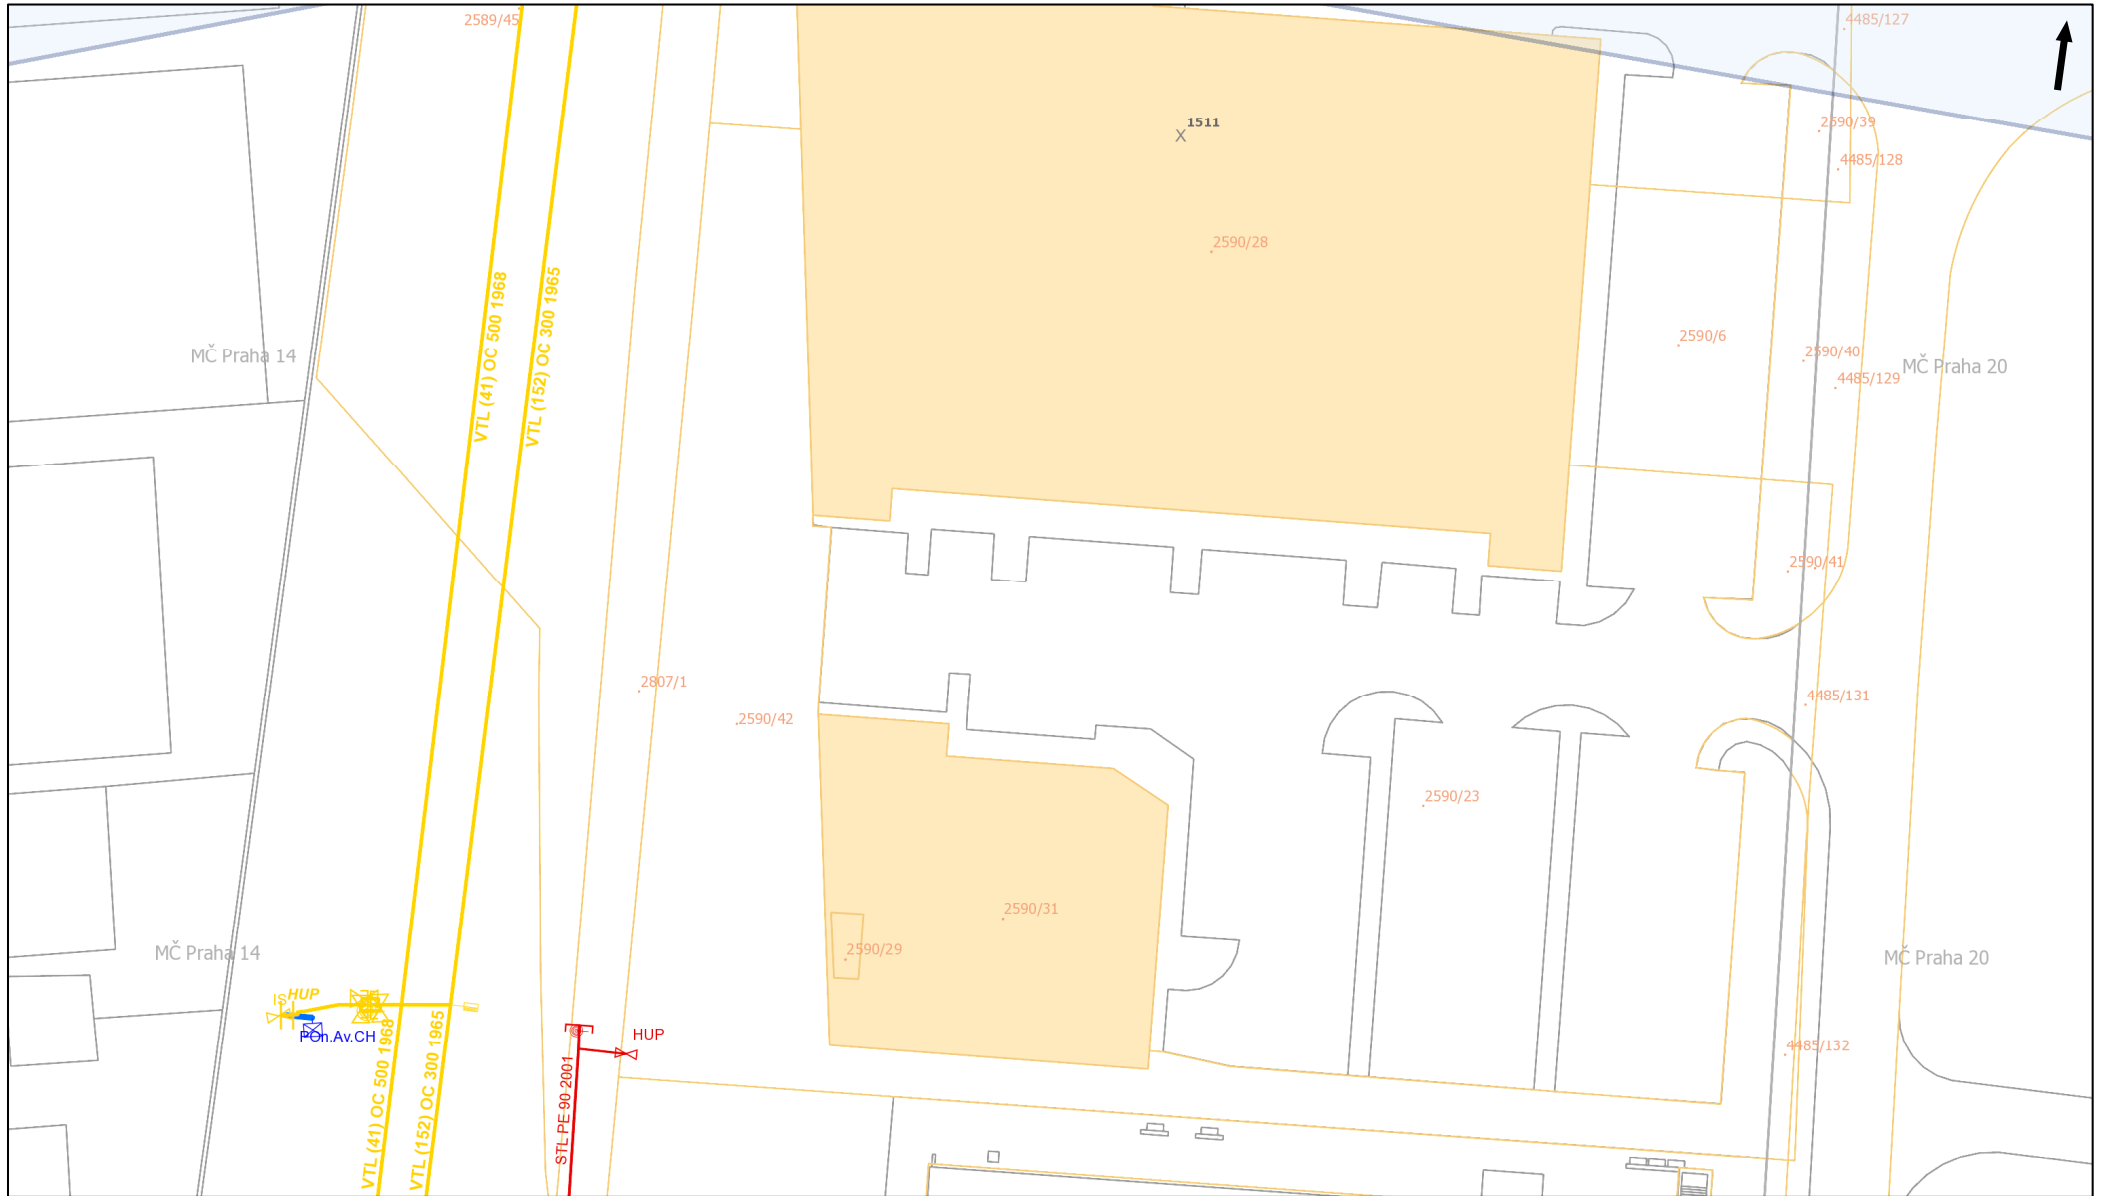 2589/45
4485/127
1511
2590/39
4485/128
2590/28
VTL (41) OC 500 1968
VTL (152) OC 300 1965
2590/6
2590/40
MČ Praha 14
MČ Praha 20
4485/129
2590/41
2807/1
4485/131
2590/42
2590/23
2590/31
2590/29
MČ Praha 14
MČ Praha 20
IS
HUP
POn.Av.CH
HUP
4485/132
VTL (41) OC 500 1968
VTL (152) OC 300 1965
STL PE 90 2001